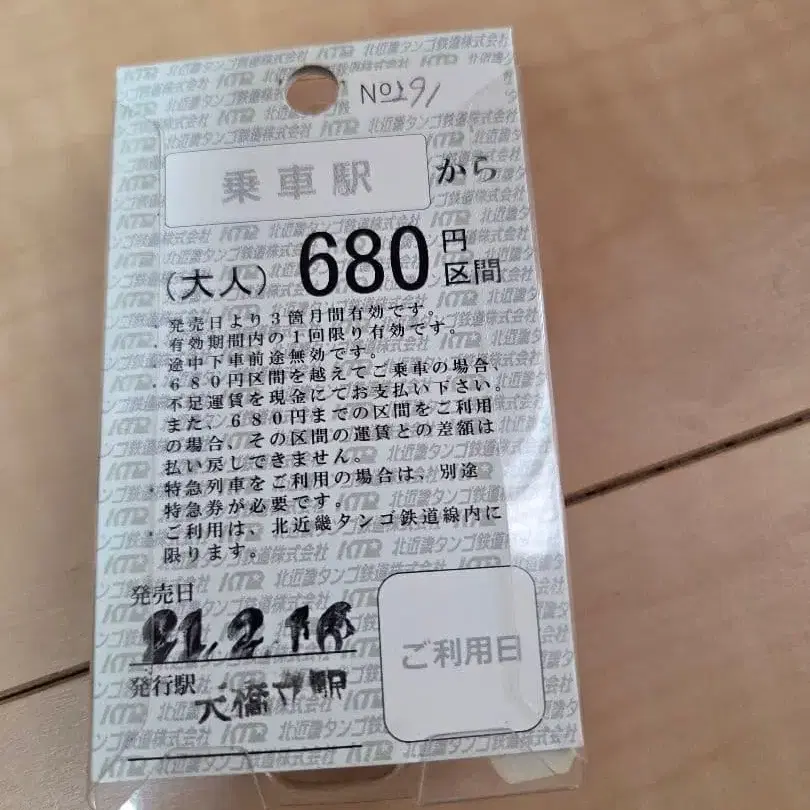 No291
乗車駅 から
(大人) 680円区間
・発売日より3箇月間有効です。
有効期間内の1回限り有効です。
・途中下車前途無効です。
・680円区間を越えてご乗車の場合、
不足運賃を現金にてお支払い下さい。
また、680円までの区間をご利用
の場合、その区間の運賃との差額は
払い戻しできません。
・特急列車をご利用の場合は、別途
特急券が必要です。
・ご利用は、北近畿タンゴ鉄道線内に
限ります。
発売日
21.2.16
発行駅 天橋立駅
ご利用日
KTR 北近畿タンゴ鉄道株式会社